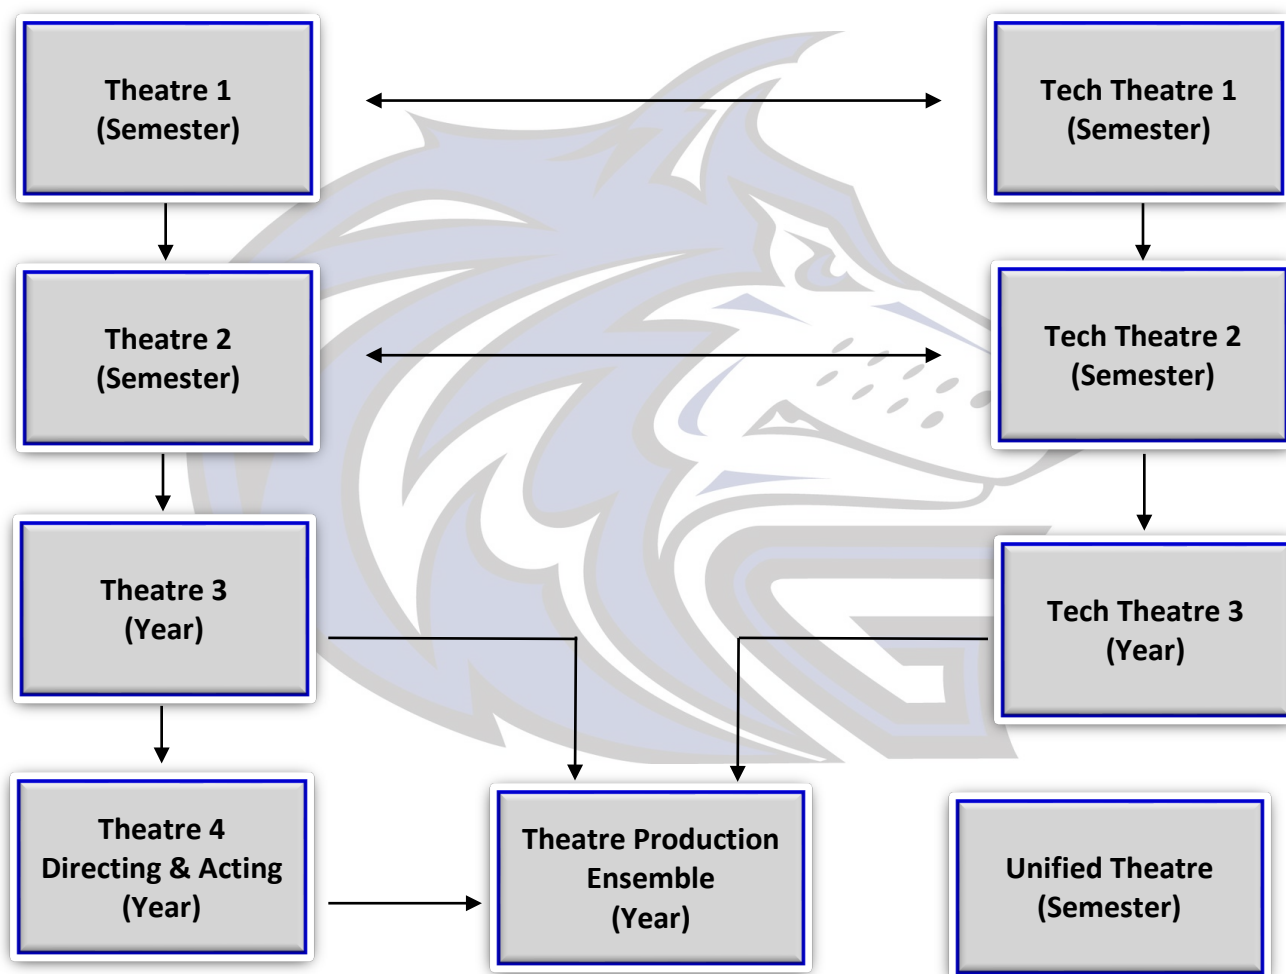 Theatre 1
(Semester)
Tech Theatre 1
(Semester)
Theatre 2
(Semester)
Tech Theatre 2
(Semester)
Theatre 3
(Year)
Tech Theatre 3
(Year)
Theatre 4
Directing & Acting
(Year)
Theatre Production
Ensemble
(Year)
Unified Theatre
(Semester)